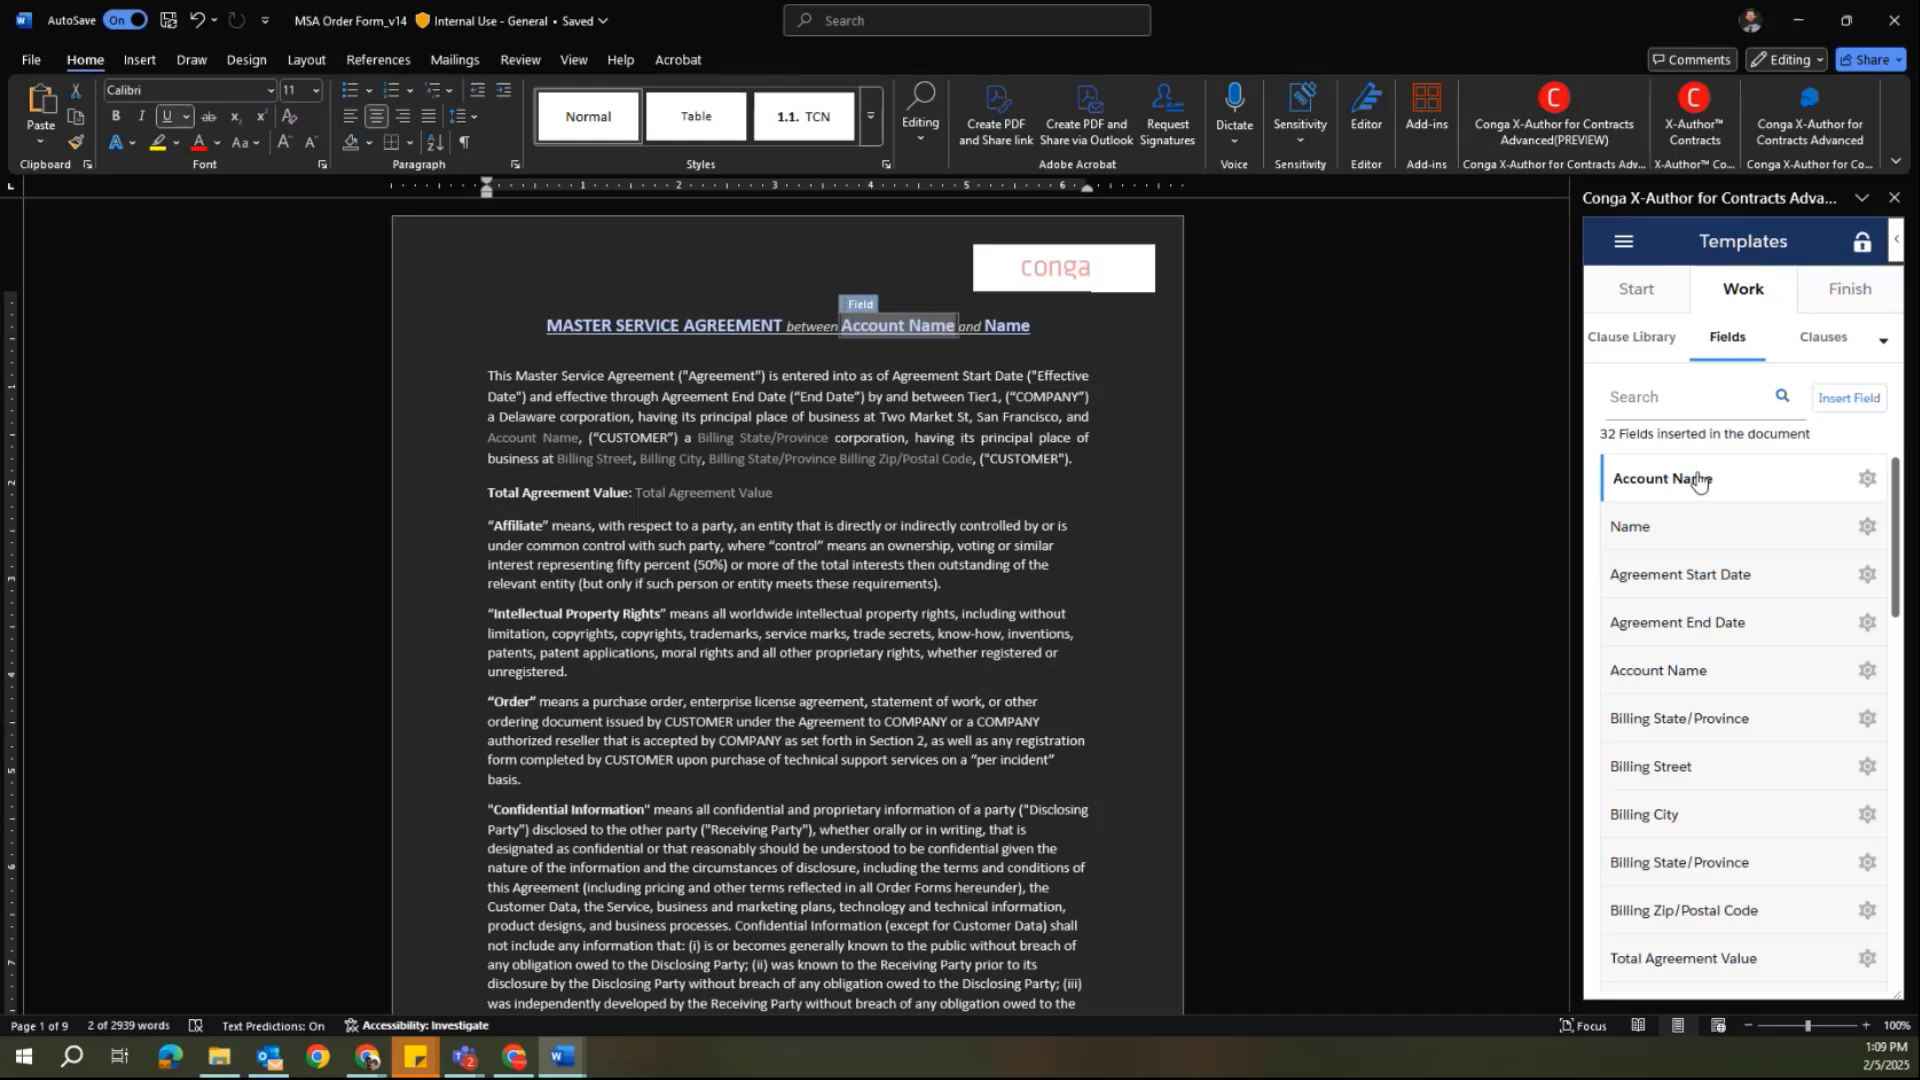 AutoSave On MSA Order Form_v14 Internal Use - General • Saved Search
File Home Insert Draw Design Layout References Mailings Review View Help Acrobat Comments Editing Share
Paste Calibri 11 Normal Table 1.1. TCN Editing Create PDF and Share link Create PDF and Share via Outlook Request Signatures Dictate Sensitivity Editor Add-ins Conga X-Author for Contracts Advanced(PREVIEW) X-Author™ Contracts Conga X-Author for Contracts Advanced
Clipboard Font Paragraph Styles Adobe Acrobat Voice Sensitivity Editor Add-ins Conga X-Author for Contracts Adv... X-Author™ Co... Conga X-Author for Co...
1 2 3 4 5 6
conga
Field
MASTER SERVICE AGREEMENT between Account Name and Name
This Master Service Agreement ("Agreement") is entered into as of Agreement Start Date ("Effective
Date") and effective through Agreement End Date (“End Date”) by and between Tier1, (“COMPANY”)
a Delaware corporation, having its principal place of business at Two Market St, San Francisco, and
Account Name, (“CUSTOMER”) a Billing State/Province corporation, having its principal place of
business at Billing Street, Billing City, Billing State/Province Billing Zip/Postal Code, ("CUSTOMER").
Total Agreement Value: Total Agreement Value
“Affiliate” means, with respect to a party, an entity that is directly or indirectly controlled by or is
under common control with such party, where “control” means an ownership, voting or similar
interest representing fifty percent (50%) or more of the total interests then outstanding of the
relevant entity (but only if such person or entity meets these requirements).
“Intellectual Property Rights” means all worldwide intellectual property rights, including without
limitation, copyrights, copyrights, trademarks, service marks, trade secrets, know-how, inventions,
patents, patent applications, moral rights and all other proprietary rights, whether registered or
unregistered.
“Order” means a purchase order, enterprise license agreement, statement of work, or other
ordering document issued by CUSTOMER under the Agreement to COMPANY or a COMPANY
authorized reseller that is accepted by COMPANY as set forth in Section 2, as well as any registration
form completed by CUSTOMER upon purchase of technical support services on a “per incident”
basis.
"Confidential Information" means all confidential and proprietary information of a party ("Disclosing
Party") disclosed to the other party ("Receiving Party"), whether orally or in writing, that is
designated as confidential or that reasonably should be understood to be confidential given the
nature of the information and the circumstances of disclosure, including the terms and conditions of
this Agreement (including pricing and other terms reflected in all Order Forms hereunder), the
Customer Data, the Service, business and marketing plans, technology and technical information,
product designs, and business processes. Confidential Information (except for Customer Data) shall
not include any information that: (i) is or becomes generally known to the public without breach of
any obligation owed to the Disclosing Party; (ii) was known to the Receiving Party prior to its
disclosure by the Disclosing Party without breach of any obligation owed to the Disclosing Party; (iii)
was independently developed by the Receiving Party without breach of any obligation owed to the
1
2
3
4
5
6
7
Conga X-Author for Contracts Adva...
Templates
Start Work Finish
Clause Library Fields Clauses
Search Insert Field
32 Fields inserted in the document
Account Name
Name
Agreement Start Date
Agreement End Date
Account Name
Billing State/Province
Billing Street
Billing City
Billing State/Province
Billing Zip/Postal Code
Total Agreement Value
Page 1 of 9 2 of 2939 words Text Predictions: On Accessibility: Investigate Focus 100%
1:09 PM
2/5/2025